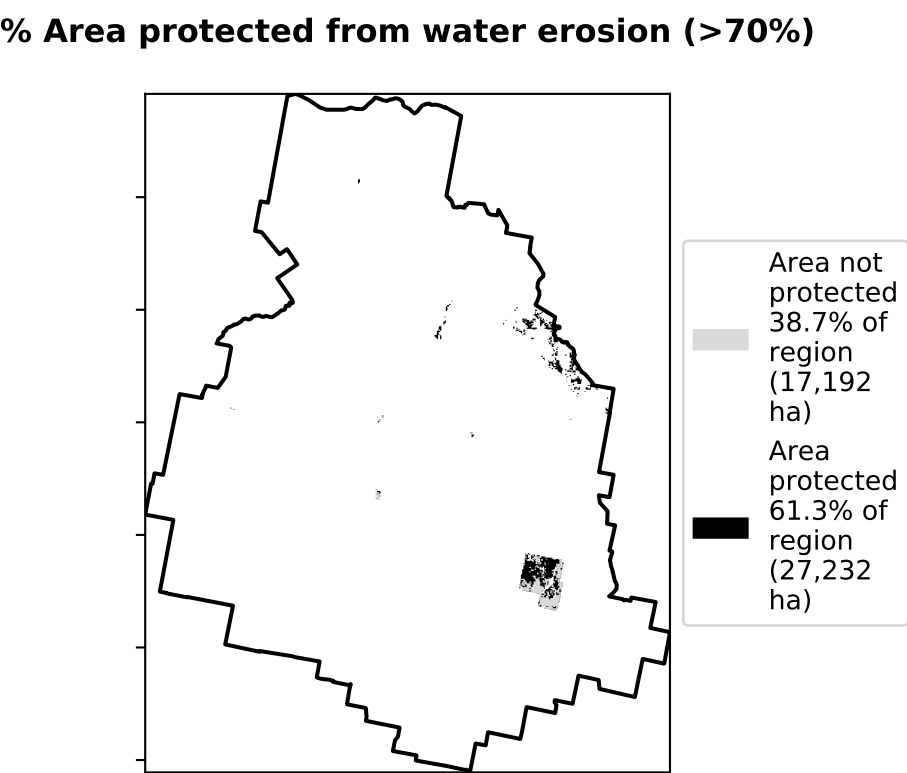 % Area protected from water erosion (>70%)
Area not
protected
38.7% of
region
(17,192
ha)
Area
protected
61.3% of
region
(27,232
ha)